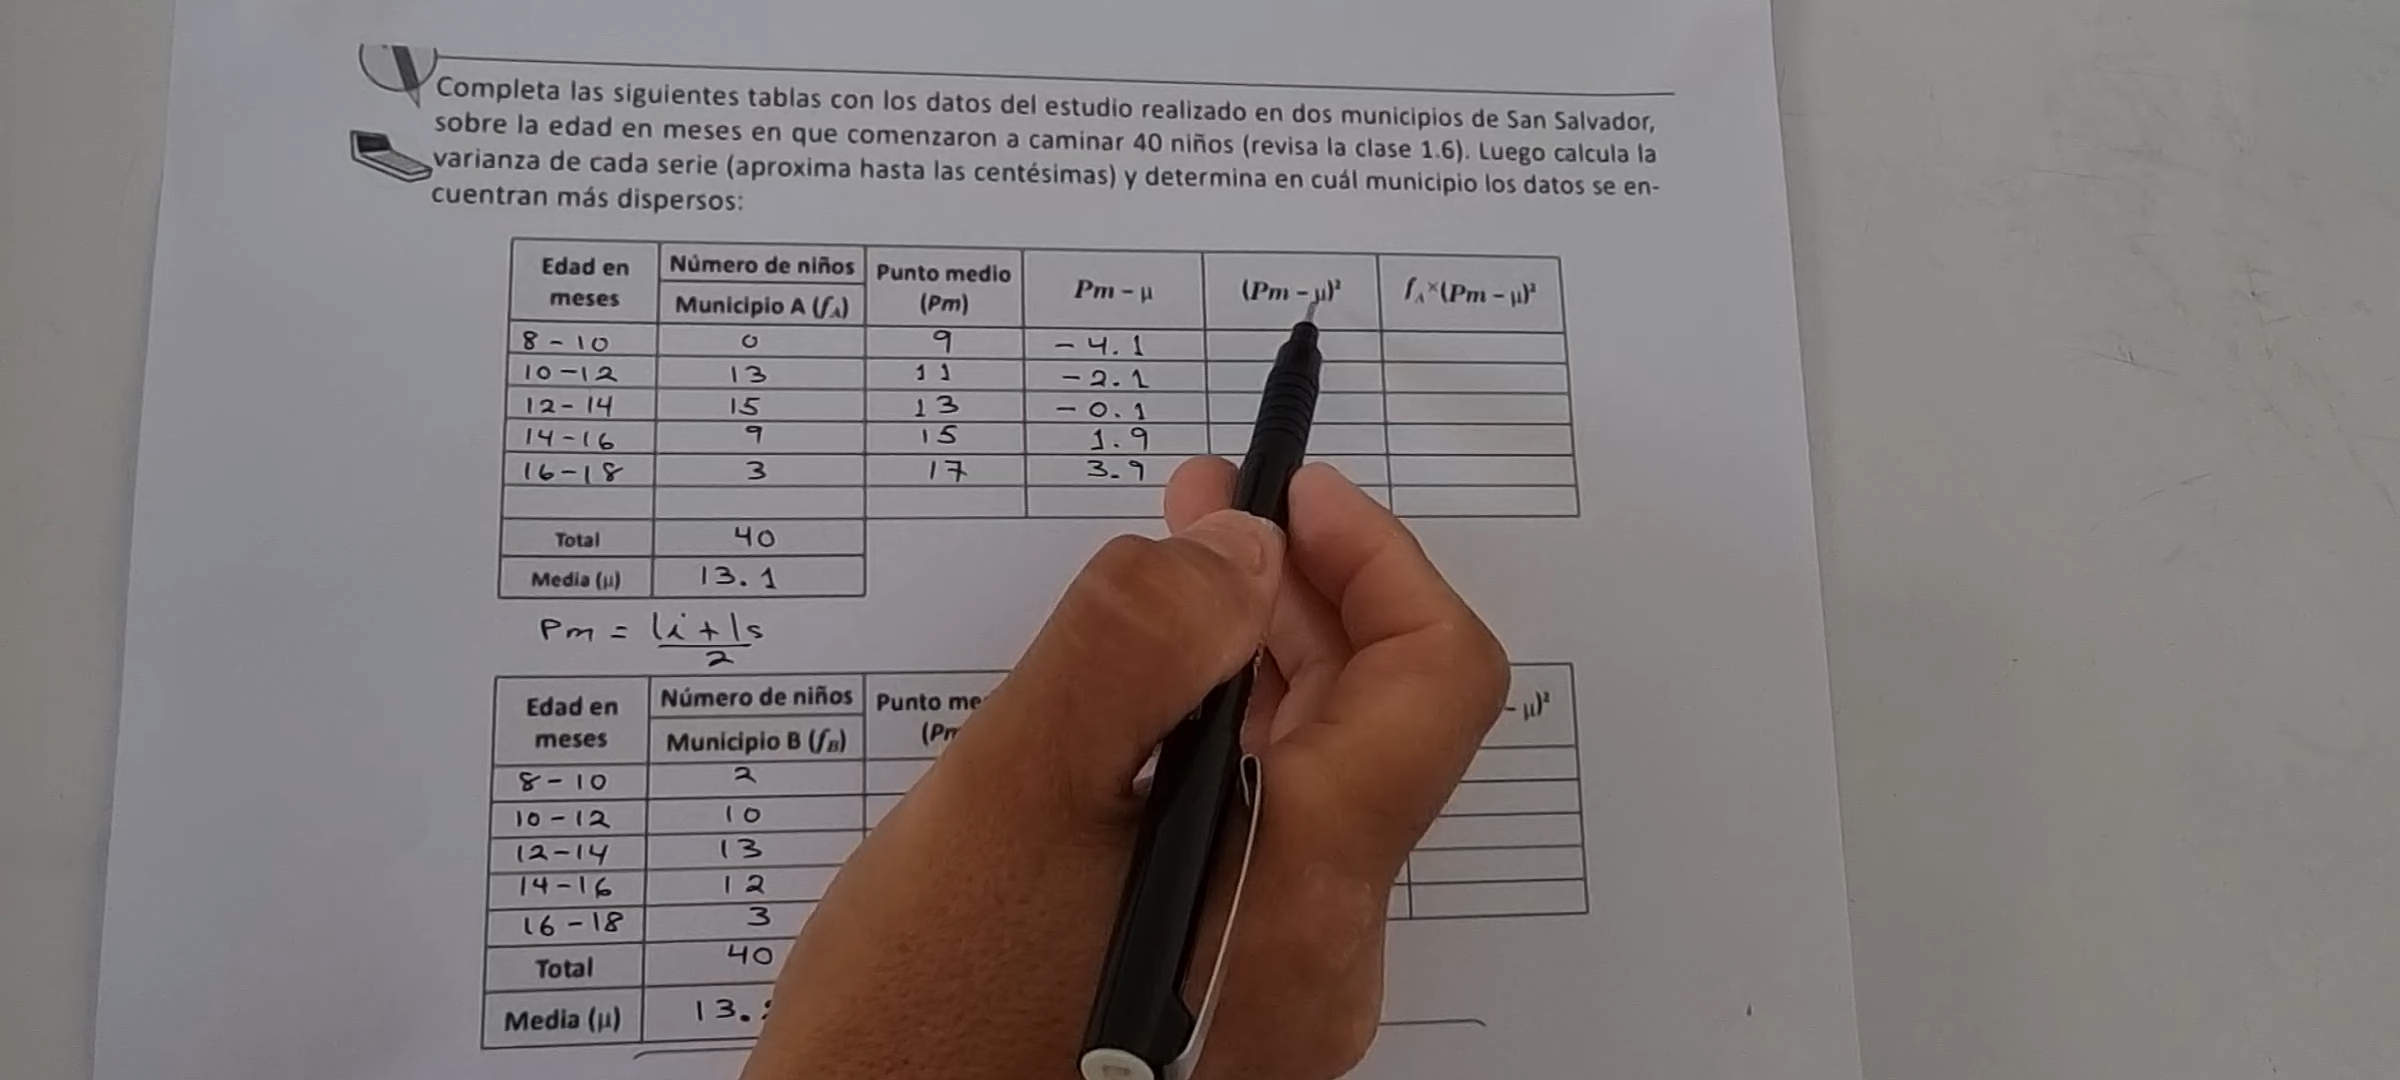 Completa las siguientes tablas con los datos del estudio realizado en dos municipios de San Salvador,
sobre la edad en meses en que comenzaron a caminar 40 niños (revisa la clase 1.6). Luego calcula la
varianza de cada serie (aproxima hasta las centésimas) y determina en cuál municipio los datos se en-
cuentran más dispersos:
Edad en meses | Número de niños Municipio A (fA) | Punto medio (Pm) | Pm – μ | (Pm – μ)² | fA×(Pm – μ)²
8 - 10 0 9 - 4.1
10 - 12 13 11 - 2.1
12 - 14 15 13 - 0.1
14 - 16 9 15 1.9
16 - 18 3 17 3.9
Total 40
Media (μ) 13.1
Pm = li + ls / 2
Edad en meses | Número de niños Municipio B (fB) | Punto me (P | – μ)²
8 - 10 2
10 - 12 10
12 - 14 13
14 - 16 12
16 - 18 3
Total 40
Media (μ) 13.